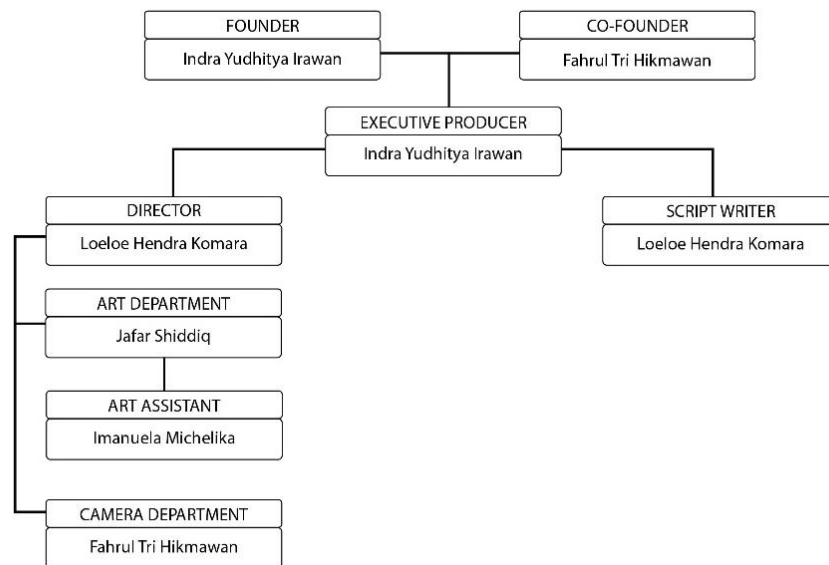 FOUNDER
Indra Yudhitya Irawan
CO-FOUNDER
Fahrul Tri Hikmawan
EXECUTIVE PRODUCER
Indra Yudhitya Irawan
DIRECTOR
Loeloe Hendra Komara
SCRIPT WRITER
Loeloe Hendra Komara
ART DEPARTMENT
Jafar Shiddiq
ART ASSISTANT
Imanuela Michelika
CAMERA DEPARTMENT
Fahrul Tri Hikmawan